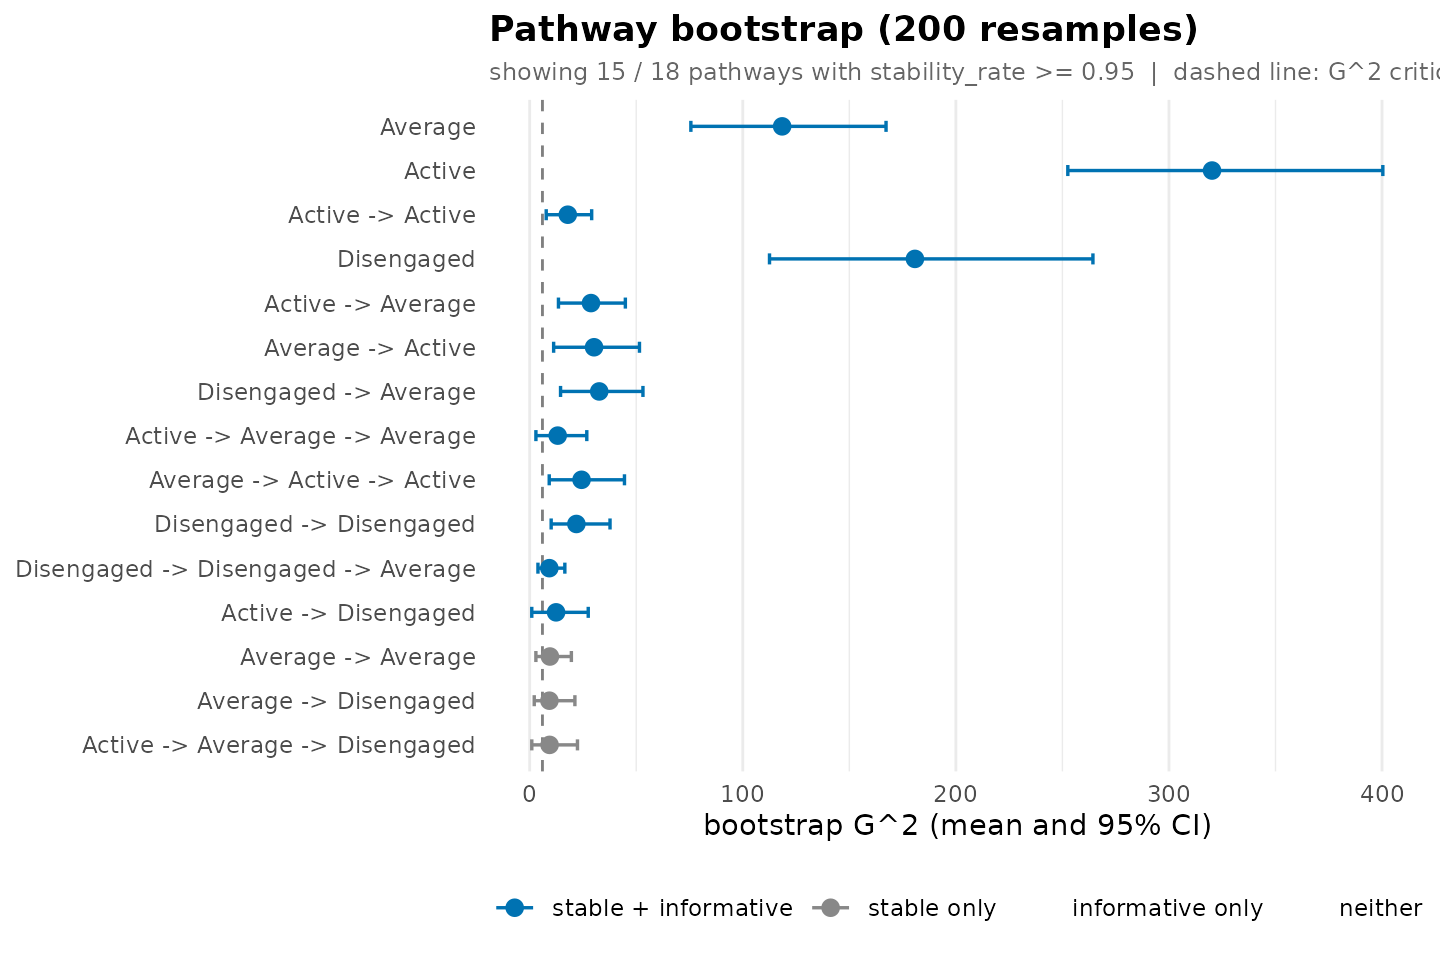 Pathway bootstrap (200 resamples)
showing 15 / 18 pathways with stability_rate >= 0.95 | dashed line: G^2
Average
Active
Active -> Active
Disengaged
Active -> Average
Average -> Active
Disengaged -> Average
Active -> Average -> Average
Average -> Active -> Active
Disengaged -> Disengaged
Disengaged -> Disengaged -> Average
Active -> Disengaged
Average -> Average
Average -> Disengaged
Active -> Average -> Disengaged
0 100 200 300 400
bootstrap G^2 (mean and 95% CI)
stable + informative stable only informative only neither